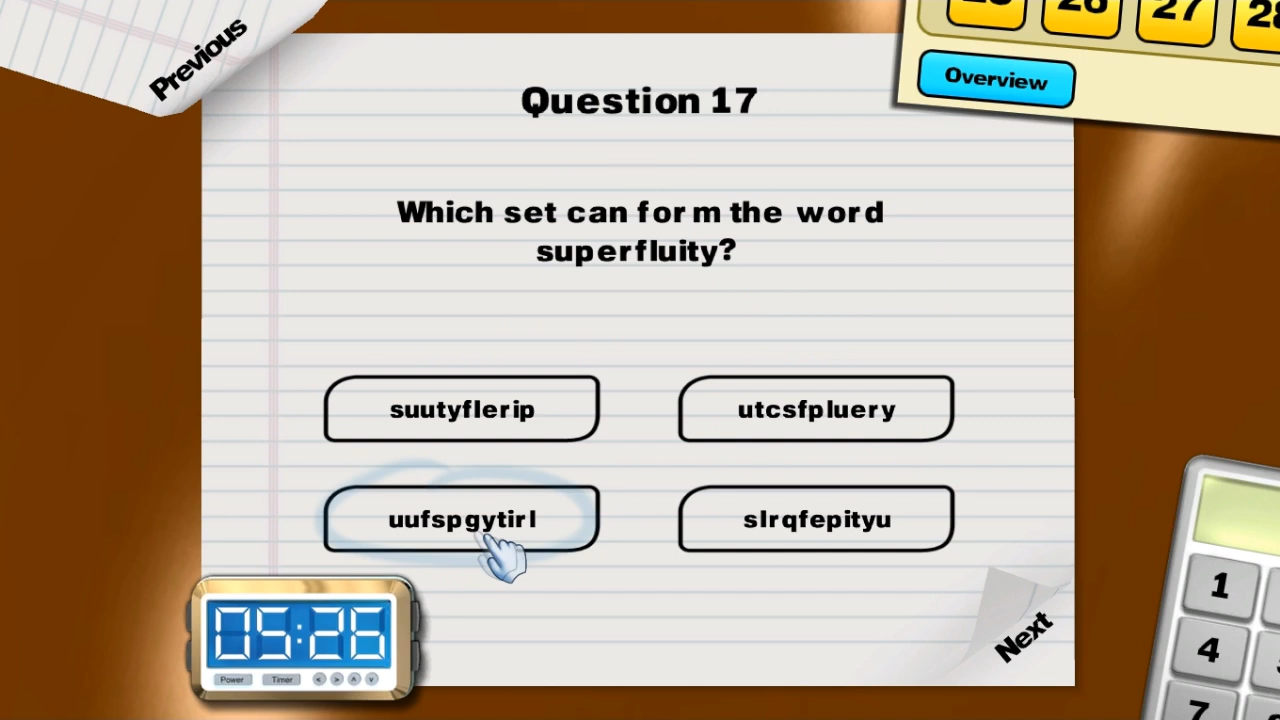 Previous
26 27
Overview
Question 17
Which set can form the word
superfluity?
suutyflerip
utcsfpluery
uufspgytirl
slrqfepityu
05:26
Power Timer
Next
1
4
7